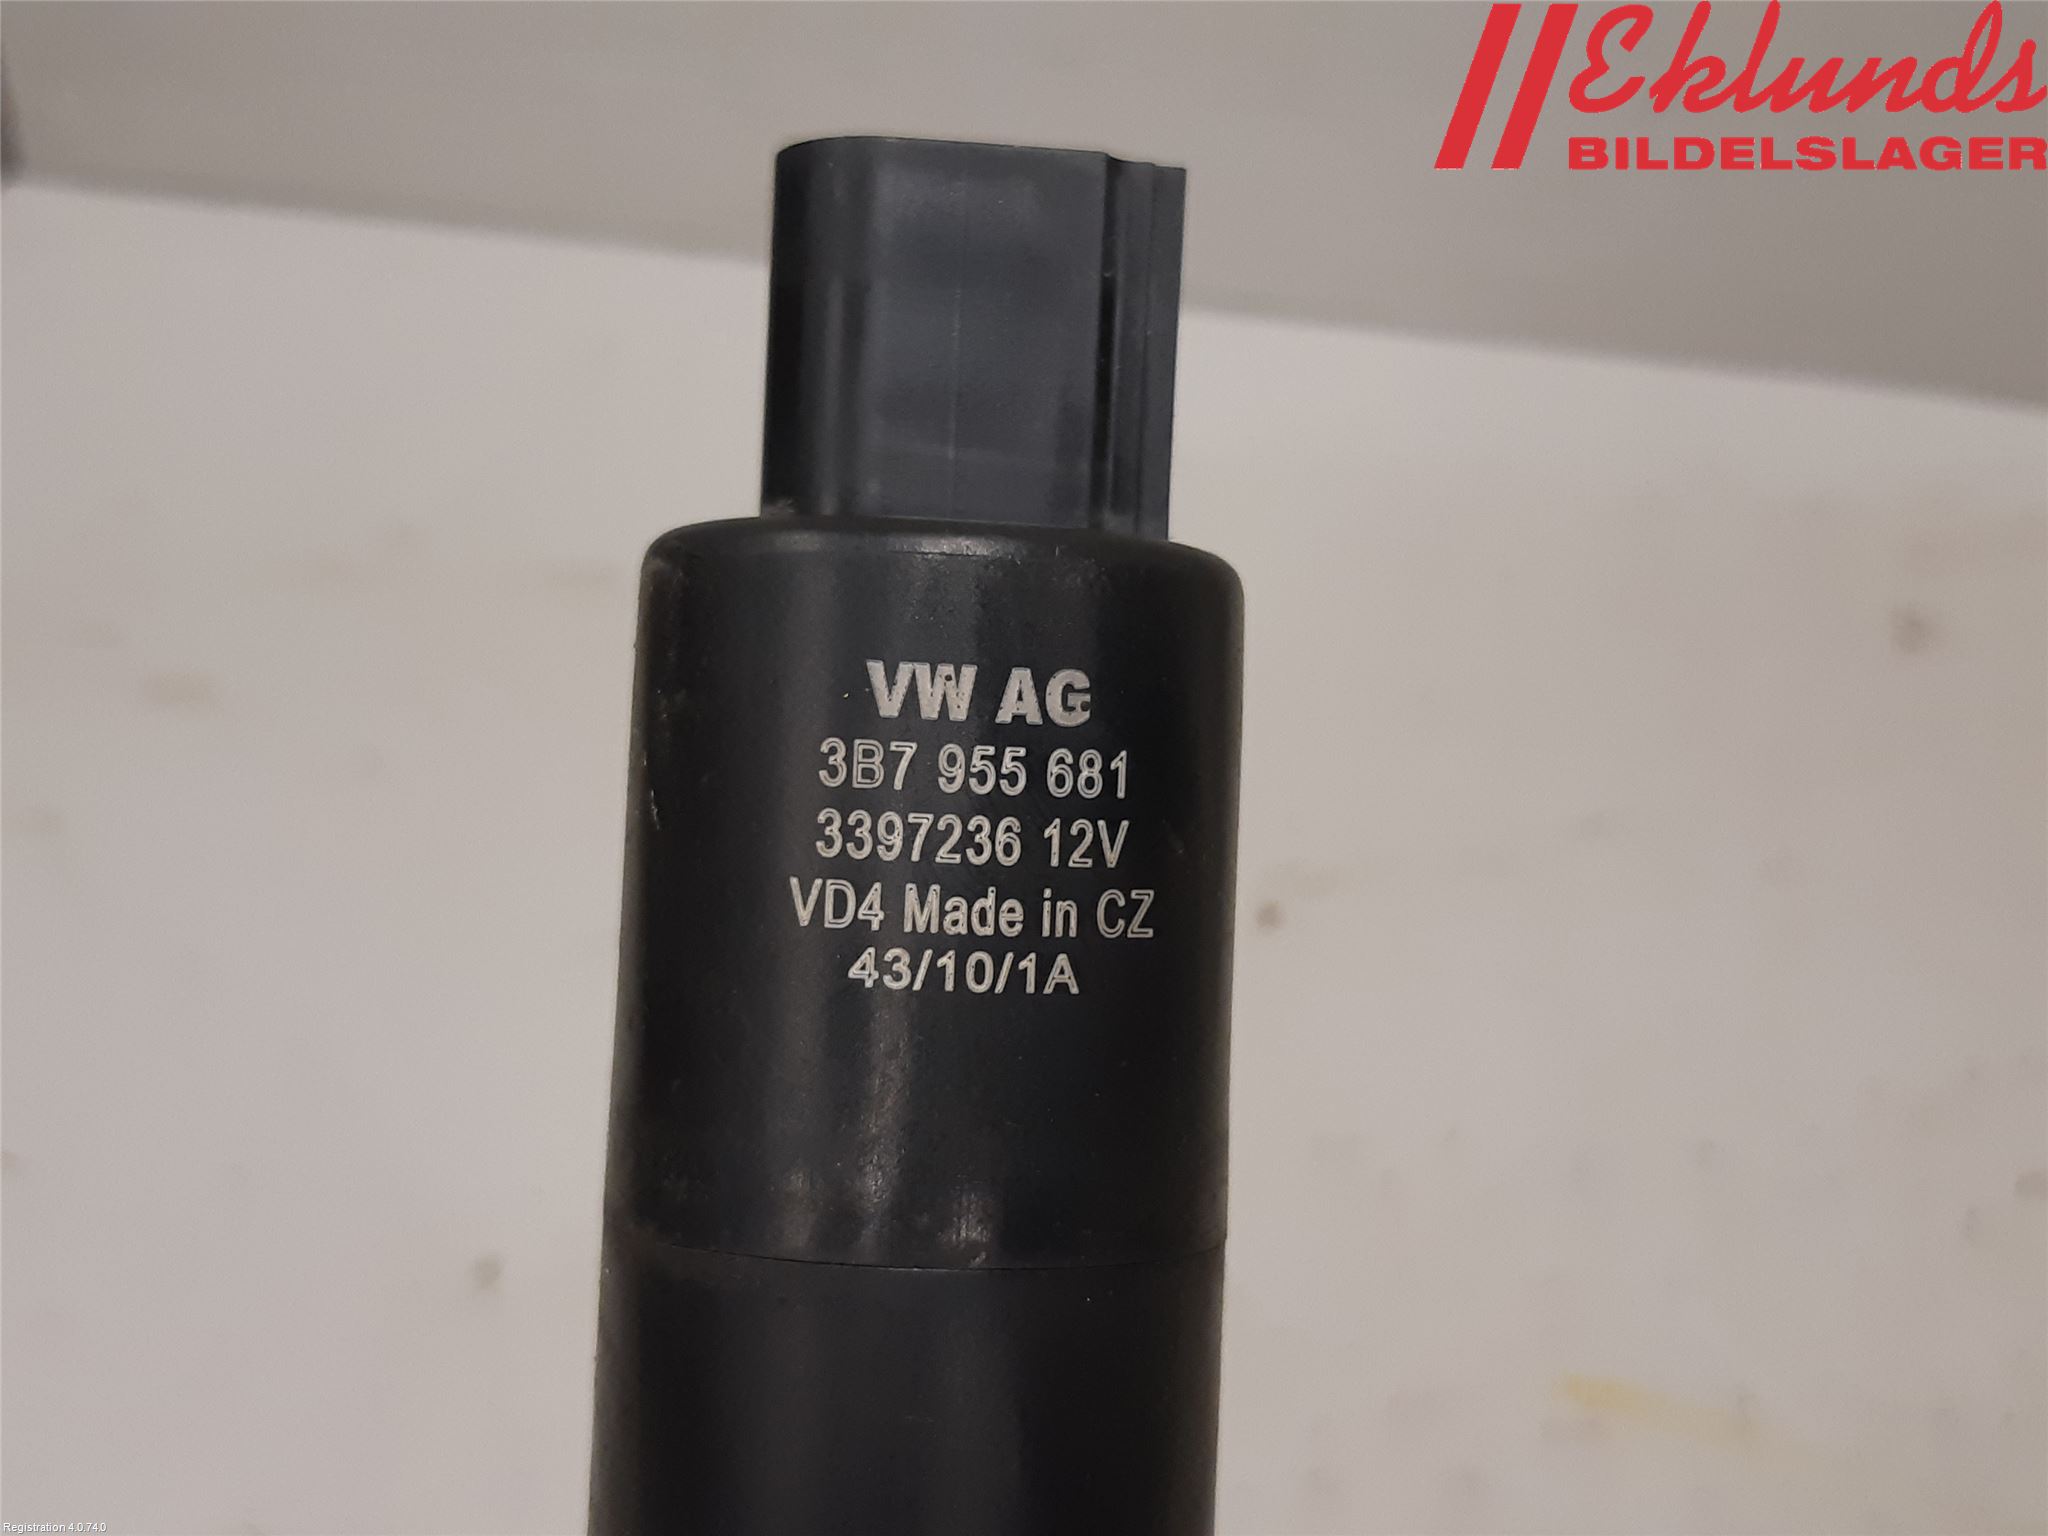 Eklunds
BILDELSLAGER
VW AG
3B7 955 681
3397236 12V
VD4 Made in CZ
43/10/1A
Registration 4.0.74.0